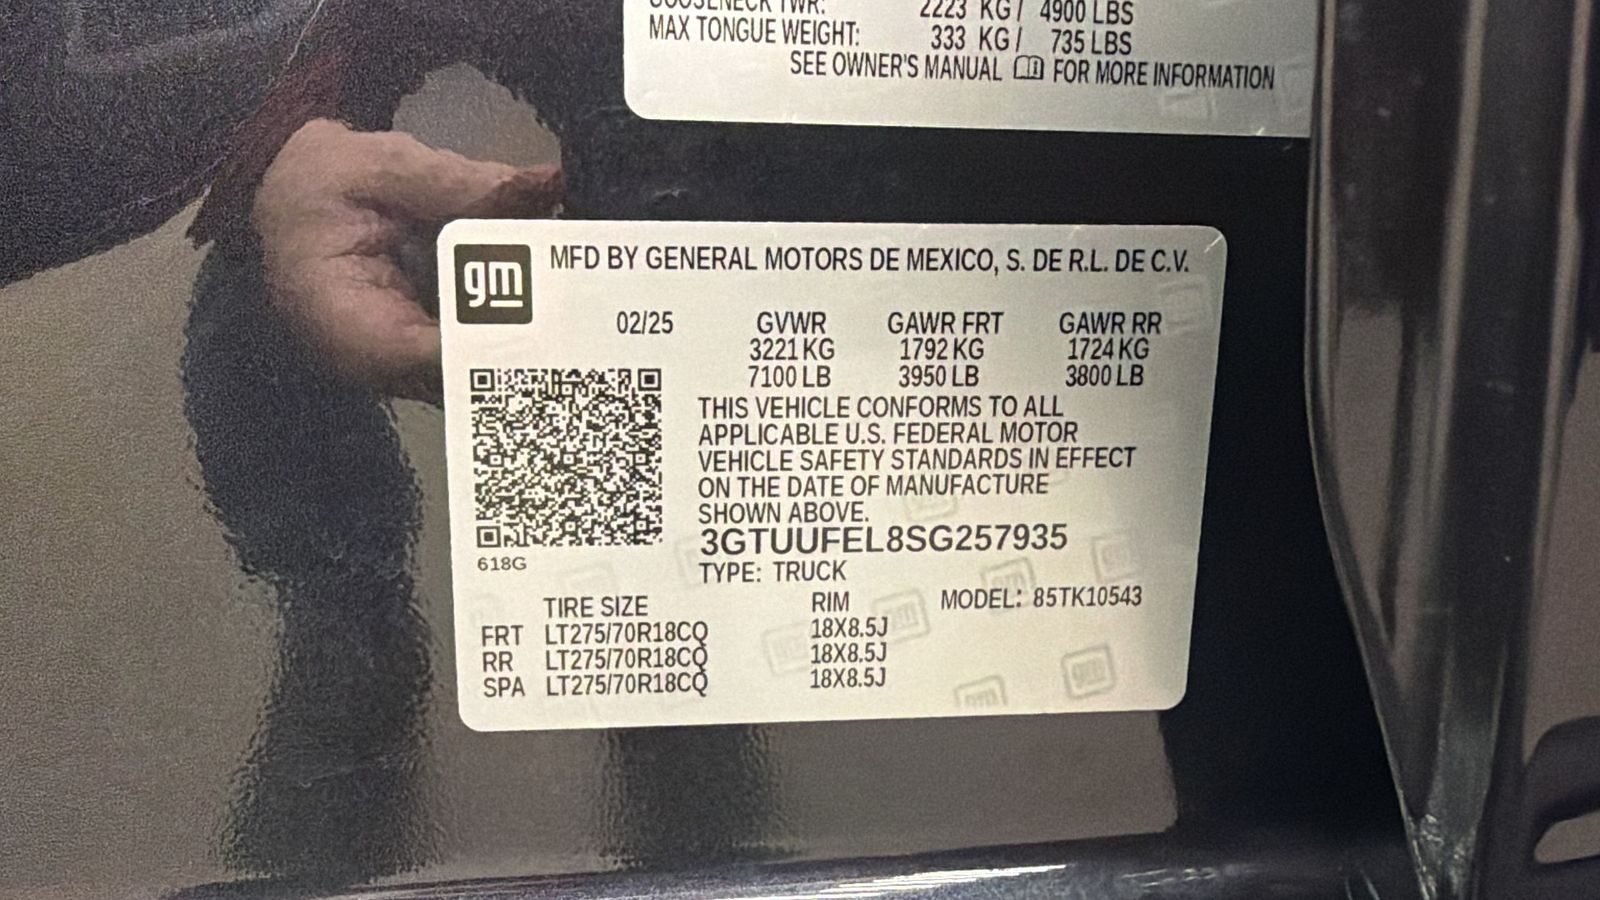 GOOSENECK TWR: 2223 KG / 4900 LBS
MAX TONGUE WEIGHT: 333 KG / 735 LBS
SEE OWNER'S MANUAL FOR MORE INFORMATION
gm
MFD BY GENERAL MOTORS DE MEXICO, S. DE R.L. DE C.V.
02/25 GVWR GAWR FRT GAWR RR
3221 KG 1792 KG 1724 KG
7100 LB 3950 LB 3800 LB
THIS VEHICLE CONFORMS TO ALL
APPLICABLE U.S. FEDERAL MOTOR
VEHICLE SAFETY STANDARDS IN EFFECT
ON THE DATE OF MANUFACTURE
SHOWN ABOVE.
3GTUUFEL8SG257935
618G
TYPE: TRUCK
TIRE SIZE RIM MODEL: 85TK10543
FRT LT275/70R18CQ 18X8.5J
RR LT275/70R18CQ 18X8.5J
SPA LT275/70R18CQ 18X8.5J